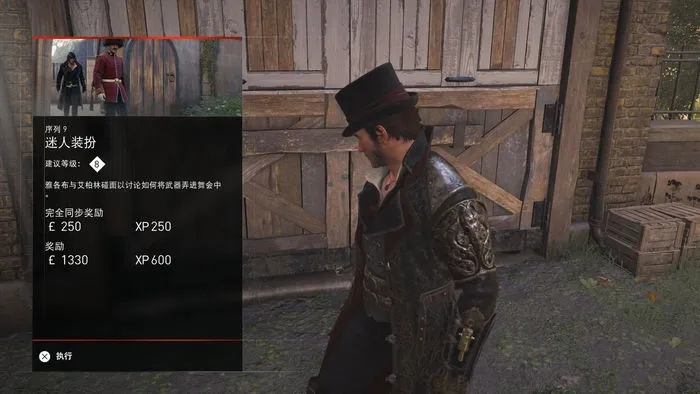 序列 9
迷人装扮
建议等级： 8
雅各布与艾柏林碰面以讨论如何将武器弄进舞会中
。
完全同步奖励
£ 250 XP 250
奖励
£ 1330 XP 600
执行